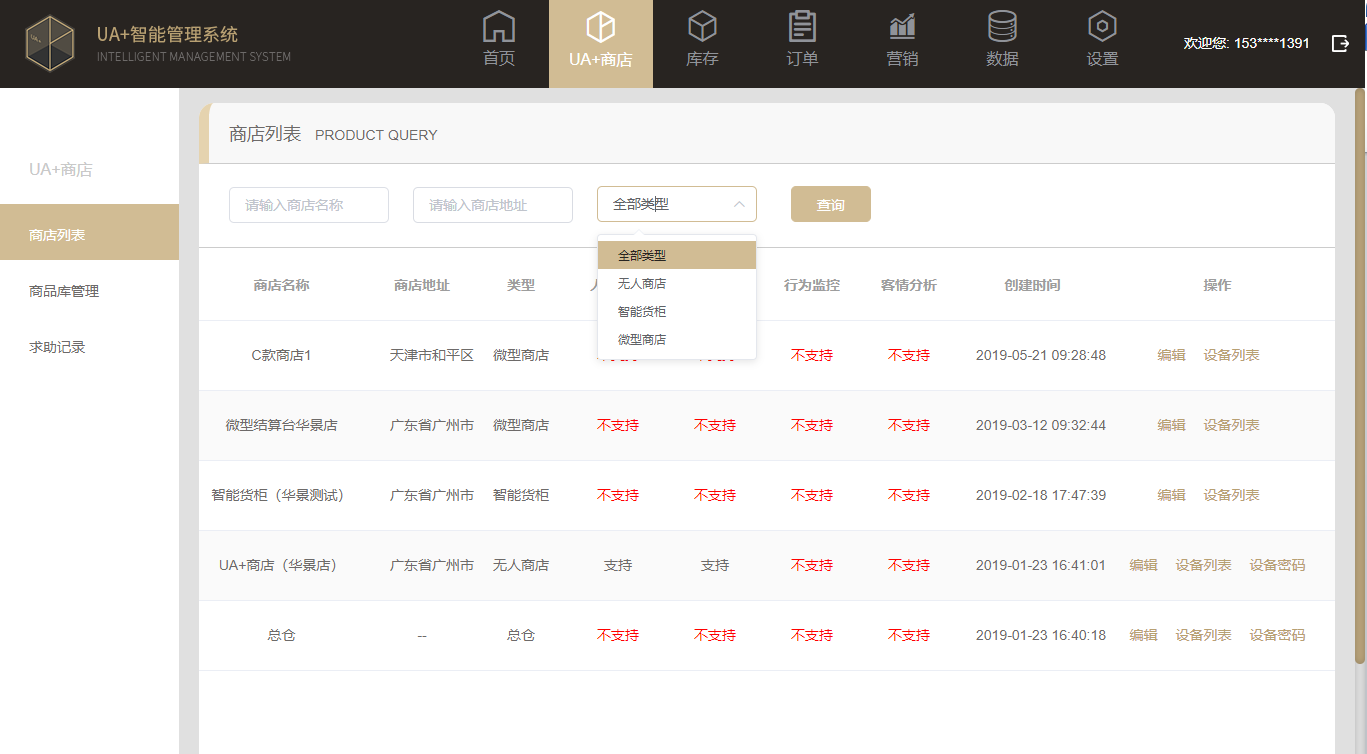 UA+智能管理系统
INTELLIGENT MANAGEMENT SYSTEM
首页
UA+商店
库存
订单
营销
数据
设置
欢迎您: 153****1391
UA+商店
商店列表
商品库管理
求助记录
商店列表 PRODUCT QUERY
请输入商店名称
请输入商店地址
全部类型
查询
全部类型
无人商店
智能货柜
微型商店
商店名称 商店地址 类型 行为监控 客情分析 创建时间 操作
C款商店1 天津市和平区 微型商店 不支持 不支持 2019-05-21 09:28:48 编辑 设备列表
微型结算台华景店 广东省广州市 微型商店 不支持 不支持 不支持 不支持 2019-03-12 09:32:44 编辑 设备列表
智能货柜（华景测试） 广东省广州市 智能货柜 不支持 不支持 不支持 不支持 2019-02-18 17:47:39 编辑 设备列表
UA+商店（华景店） 广东省广州市 无人商店 支持 支持 不支持 不支持 2019-01-23 16:41:01 编辑 设备列表 设备密码
总仓 -- 总仓 不支持 不支持 不支持 不支持 2019-01-23 16:40:18 编辑 设备列表 设备密码